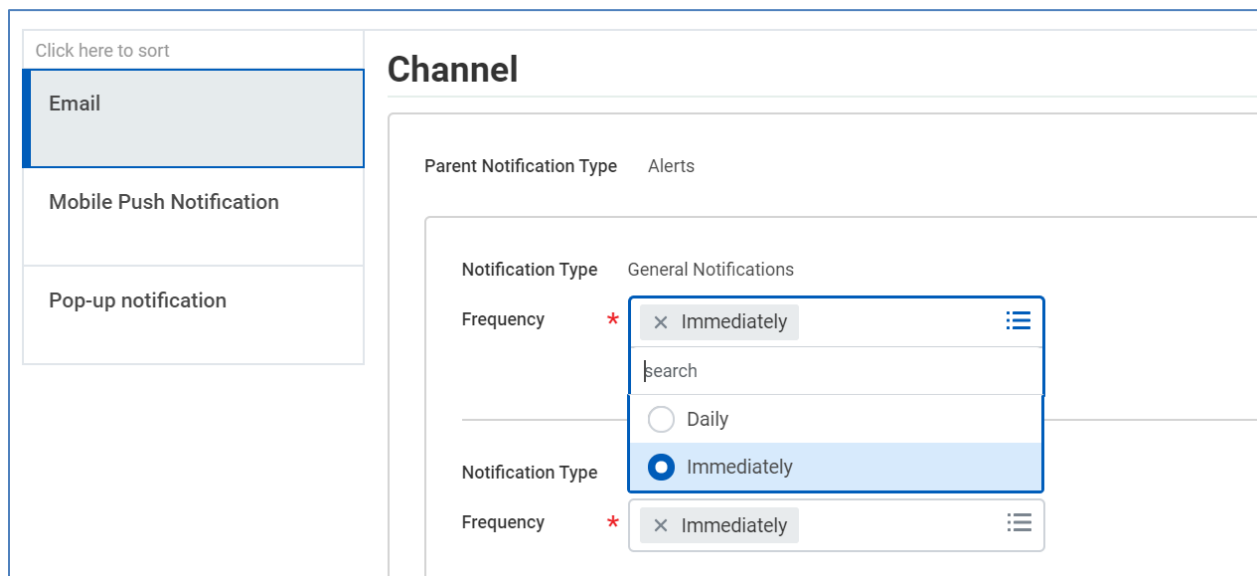 Click here to sort
Email
Mobile Push Notification
Pop-up notification
Channel
Parent Notification Type Alerts
Notification Type General Notifications
Frequency * × Immediately
search
Daily
Immediately
Notification Type
Frequency * × Immediately